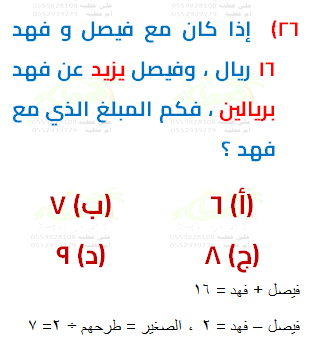 ٢٦) إذا كان مع فيصل و فهد
١٦ ريال ، وفيصل يزيد عن فهد
بريالين ، فكم المبلغ الذي مع
فهد ؟
(أ) ٦ (ب) ٧
(ج) ٨ (د) ٩
فيصل + فهد = ١٦
فيصل – فهد = ٢ ، الصغير = طرحهم ÷ ٢= ٧